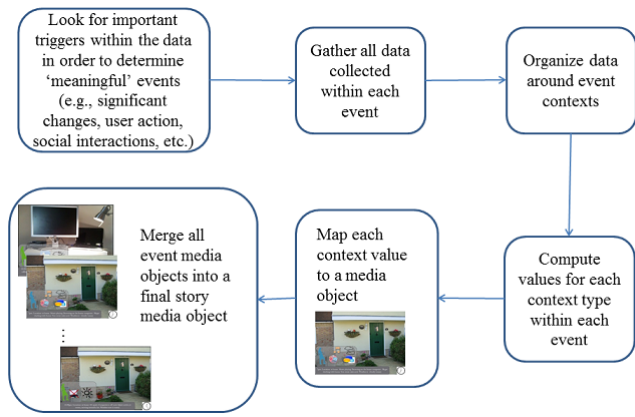 Look for important
triggers within the data
in order to determine
‘meaningful’ events
(e.g., significant
changes, user action,
social interactions, etc.)
Gather all data
collected within each
event
Organize data
around event
contexts
Compute
values for each
context type
within each
event
Map each
context value
to a media
object
Merge all
event media
objects into a
final story
media object